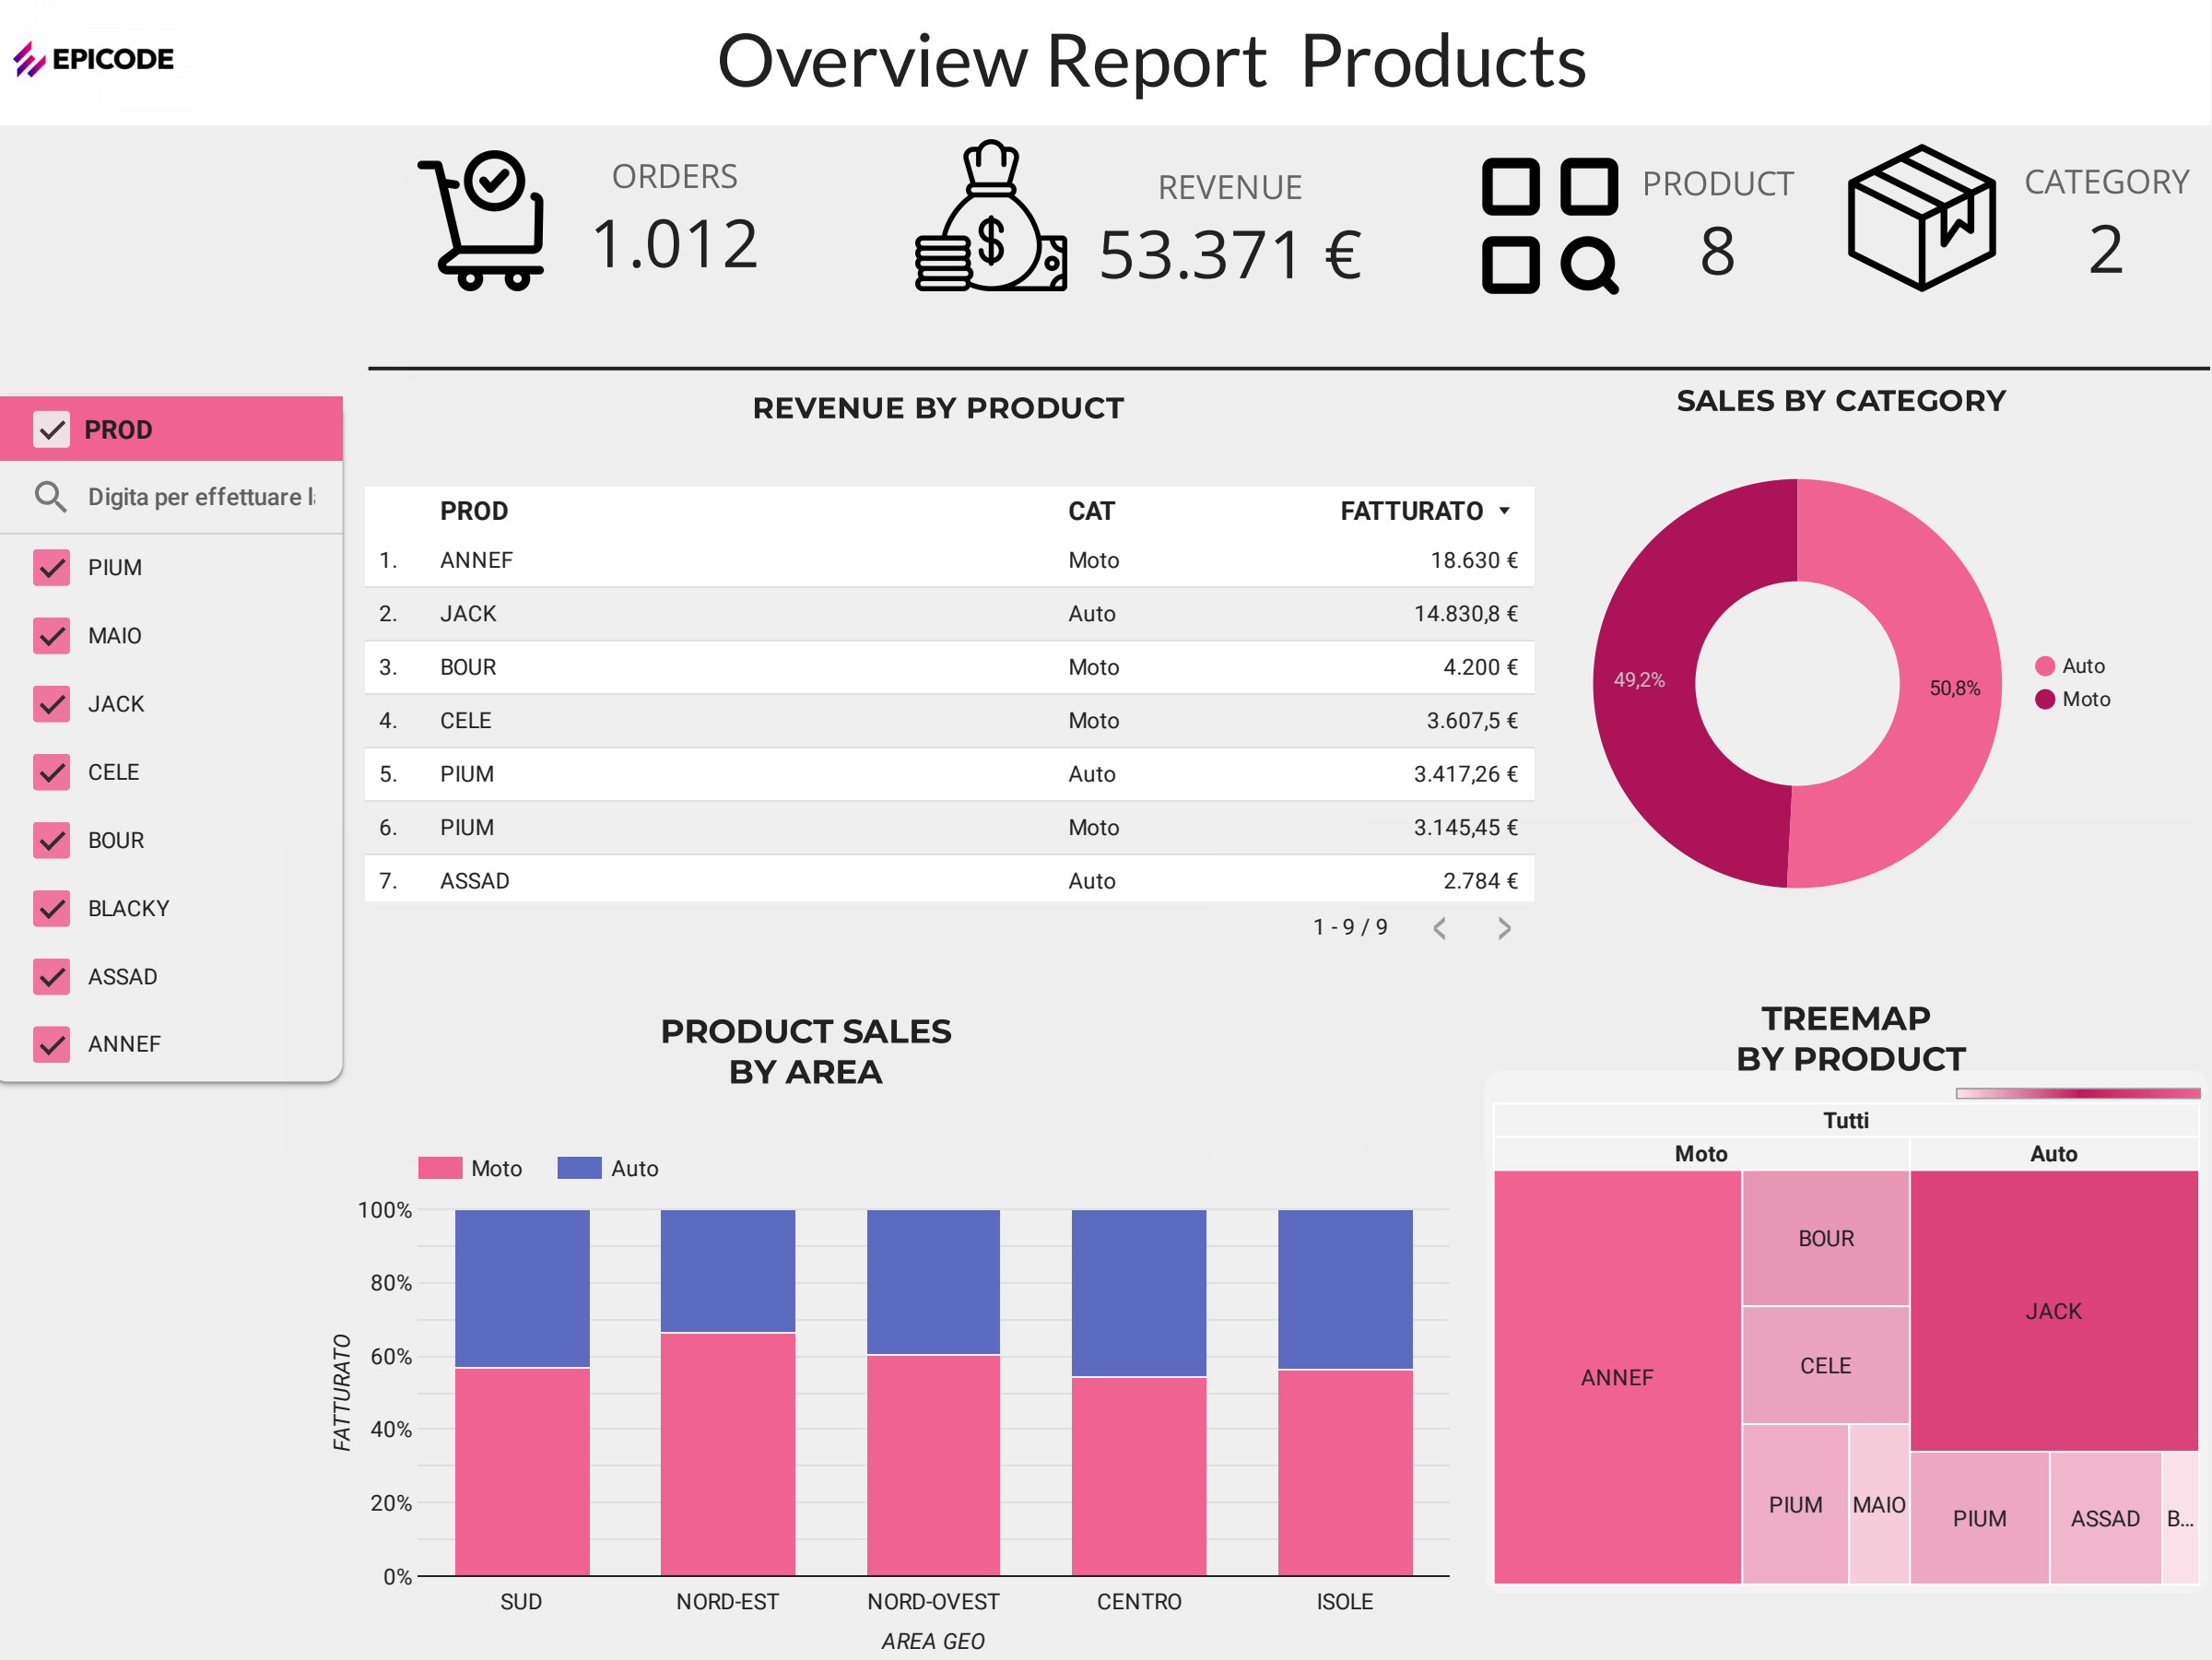 EPICODE
Overview Report Products
ORDERS
1.012
REVENUE
53.371 €
PRODUCT
8
CATEGORY
2
PROD
Digita per effettuare l
PIUM
MAIO
JACK
CELE
BOUR
BLACKY
ASSAD
ANNEF
REVENUE BY PRODUCT
PROD CAT FATTURATO
1. ANNEF Moto 18.630 €
2. JACK Auto 14.830,8 €
3. BOUR Moto 4.200 €
4. CELE Moto 3.607,5 €
5. PIUM Auto 3.417,26 €
6. PIUM Moto 3.145,45 €
7. ASSAD Auto 2.784 €
1 - 9 / 9
SALES BY CATEGORY
49,2%
50,8%
Auto
Moto
PRODUCT SALES
BY AREA
Moto Auto
100%
80%
60%
40%
20%
0%
FATTURATO
SUD NORD-EST NORD-OVEST CENTRO ISOLE
AREA GEO
TREEMAP
BY PRODUCT
Tutti
Moto Auto
ANNEF
BOUR
CELE
PIUM MAIO
JACK
PIUM ASSAD B...